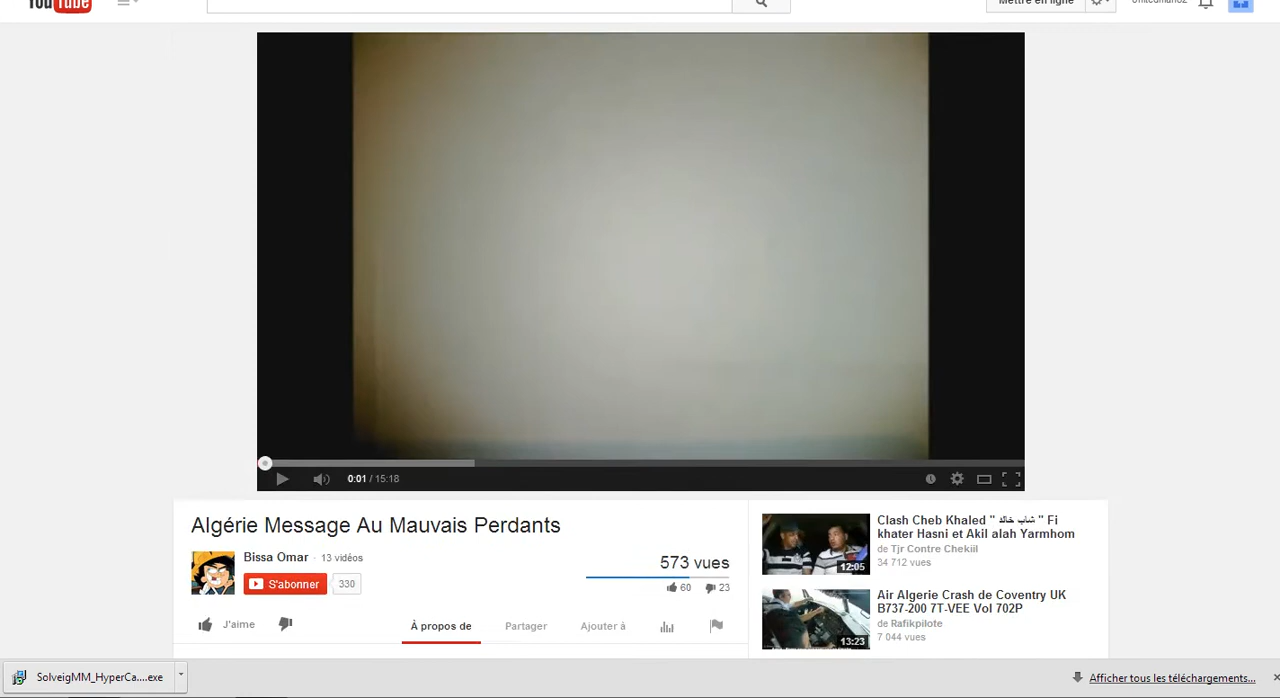 YouTube
Mettre en ligne
0:01 / 15:18
Algérie Message Au Mauvais Perdants
Bissa Omar · 13 vidéos
S'abonner 330
573 vues
60 23
J'aime
À propos de Partager Ajouter à
12:05
Clash Cheb Khaled " شاب خالد " Fi
khater Hasni et Akil alah Yarmhom
de Tjr Contre Chekiil
34 712 vues
13:23
Air Algerie Crash de Coventry UK
B737-200 7T-VEE Vol 702P
de Rafikpilote
7 044 vues
SolveigMM_HyperCa....exe
Afficher tous les téléchargements...